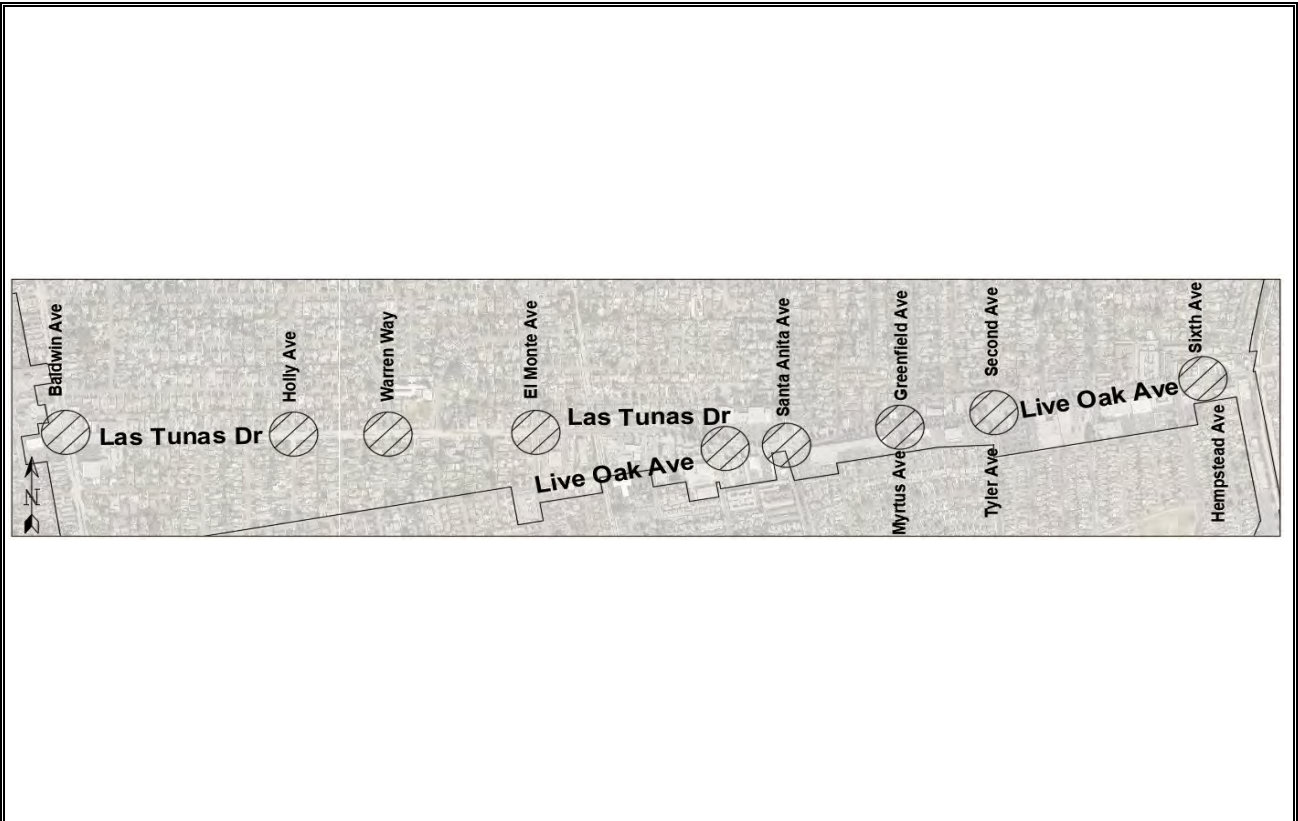 Baldwin Ave
Holly Ave
Warren Way
El Monte Ave
Santa Anita Ave
Greenfield Ave
Second Ave
Sixth Ave
Las Tunas Dr
Las Tunas Dr
Live Oak Ave
Live Oak Ave
Myrtus Ave
Tyler Ave
Hempstead Ave
N